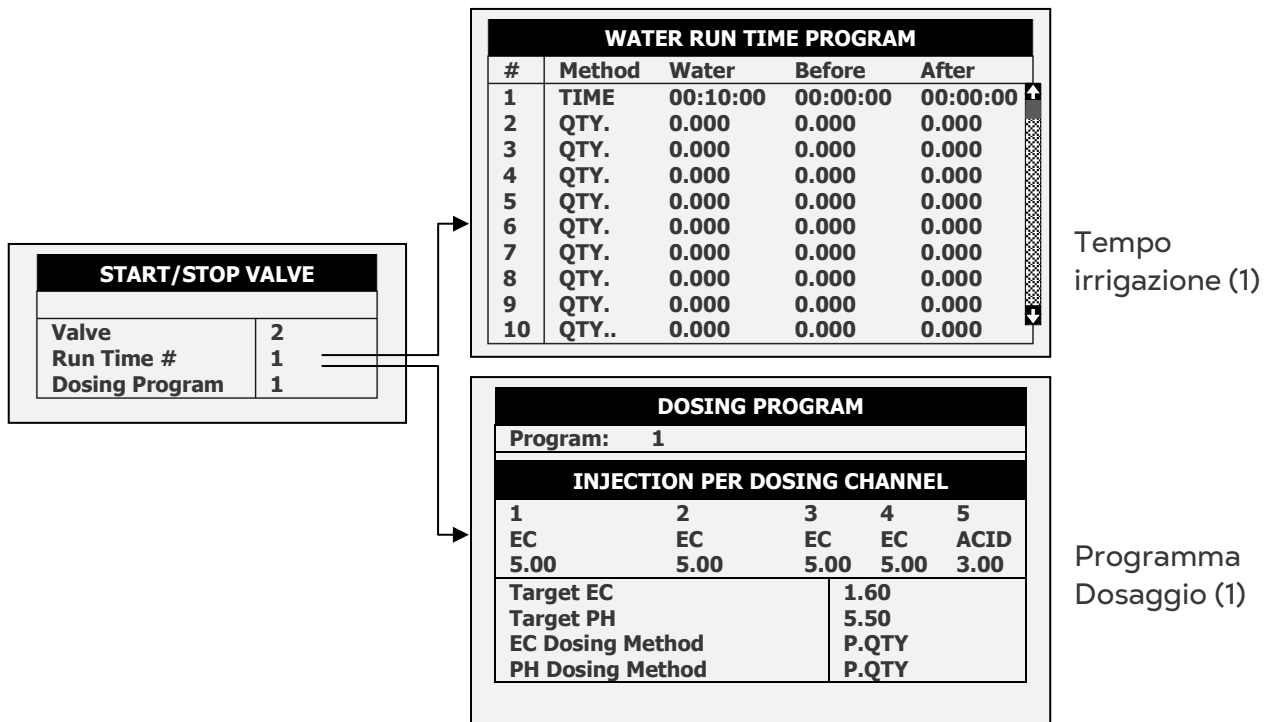 START/STOP VALVE
Valve 2
Run Time # 1
Dosing Program 1
WATER RUN TIME PROGRAM
# Method Water Before After
1 TIME 00:10:00 00:00:00 00:00:00
2 QTY. 0.000 0.000 0.000
3 QTY. 0.000 0.000 0.000
4 QTY. 0.000 0.000 0.000
5 QTY. 0.000 0.000 0.000
6 QTY. 0.000 0.000 0.000
7 QTY. 0.000 0.000 0.000
8 QTY. 0.000 0.000 0.000
9 QTY. 0.000 0.000 0.000
10 QTY.. 0.000 0.000 0.000
Tempo
irrigazione (1)
DOSING PROGRAM
Program: 1
INJECTION PER DOSING CHANNEL
1 2 3 4 5
EC EC EC EC ACID
5.00 5.00 5.00 5.00 3.00
Target EC 1.60
Target PH 5.50
EC Dosing Method P.QTY
PH Dosing Method P.QTY
Programma
Dosaggio (1)